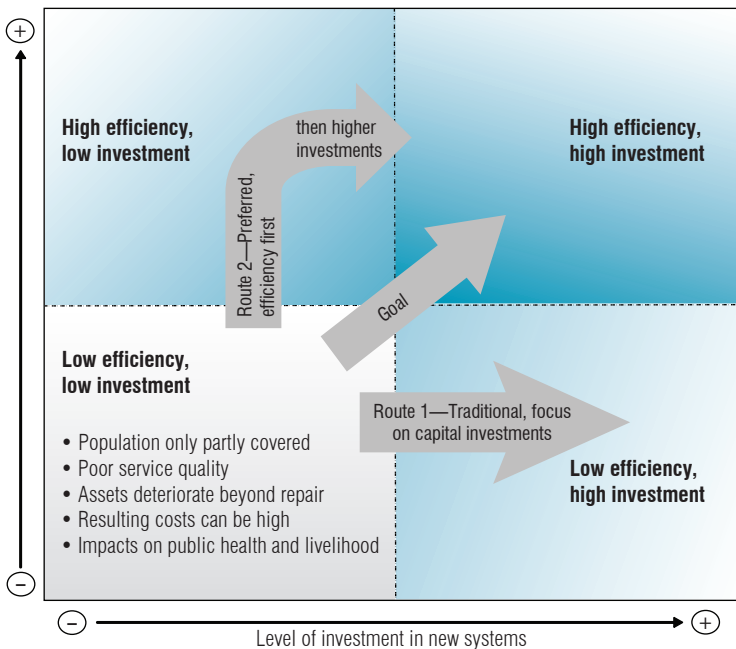 +
High efficiency,
low investment
then higher
investments
High efficiency,
high investment
Route 2—Preferred,
efficiency first
Goal
Low efficiency,
low investment
• Population only partly covered
• Poor service quality
• Assets deteriorate beyond repair
• Resulting costs can be high
• Impacts on public health and livelihood
Route 1—Traditional, focus
on capital investments
Low efficiency,
high investment
−
−
+
Level of investment in new systems